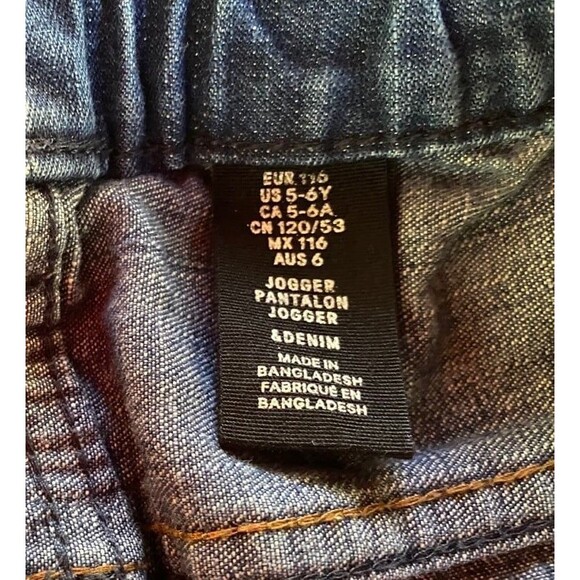 EUR 116
US 5-6Y
CA 5-6A
CN 120/53
MX 116
AUS 6
JOGGER
PANTALON
JOGGER
&DENIM
MADE IN
BANGLADESH
FABRIQUÉ EN
BANGLADESH